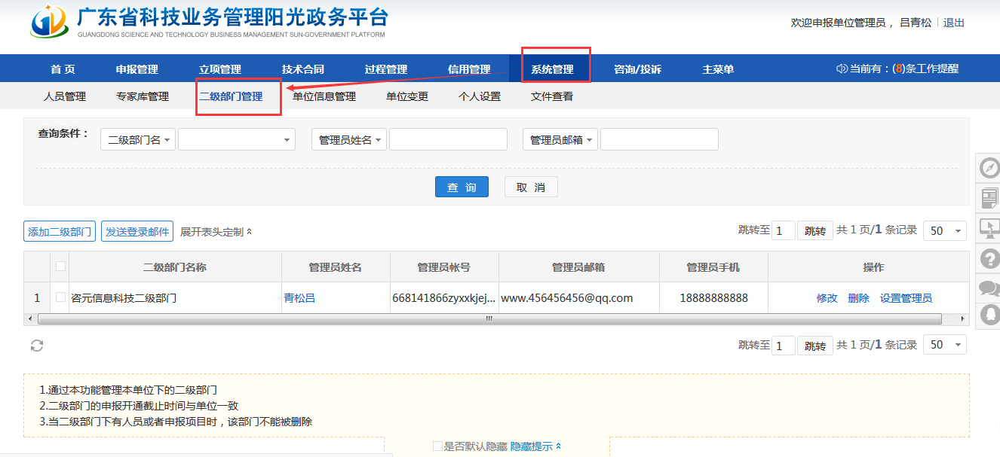 广东省科技业务管理阳光政务平台
GUANGDONG SCIENCE AND TECHNOLOGY BUSINESS MANAGEMENT SUN-GOVERNMENT PLATFORM
欢迎申报单位管理员，吕青松 退出
首 页 申报管理 立项管理 技术合同 过程管理 信用管理 系统管理 咨询/投诉 主菜单 当前有：(8)条工作提醒
人员管理 专家库管理 二级部门管理 单位信息管理 单位变更 个人设置 文件查看
查询条件： 二级部门名 管理员姓名 管理员邮箱
查 询 取 消
添加二级部门 发送登录邮件 展开表头定制 跳转至 1 跳转 共 1 页/1 条记录 50
二级部门名称 管理员姓名 管理员帐号 管理员邮箱 管理员手机 操作
1 咨元信息科技二级部门 青松吕 668141866zyxxkjej... www.456456456@qq.com 18888888888 修改 删除 设置管理员
跳转至 1 跳转 共 1 页/1 条记录 50
1.通过本功能管理本单位下的二级部门
2.二级部门的申报开通截止时间与单位一致
3.当二级部门下有人员或者申报项目时，该部门不能被删除
是否默认隐藏 隐藏提示